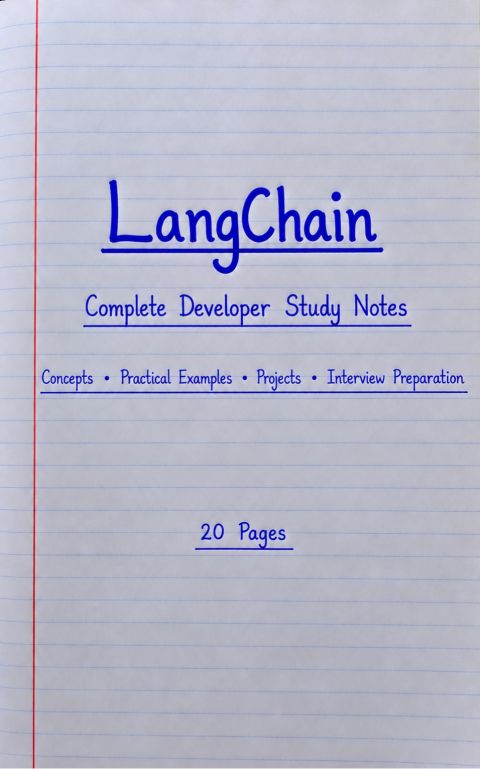 LangChain
Complete Developer Study Notes
Concepts • Practical Examples • Projects • Interview Preparation
20 Pages